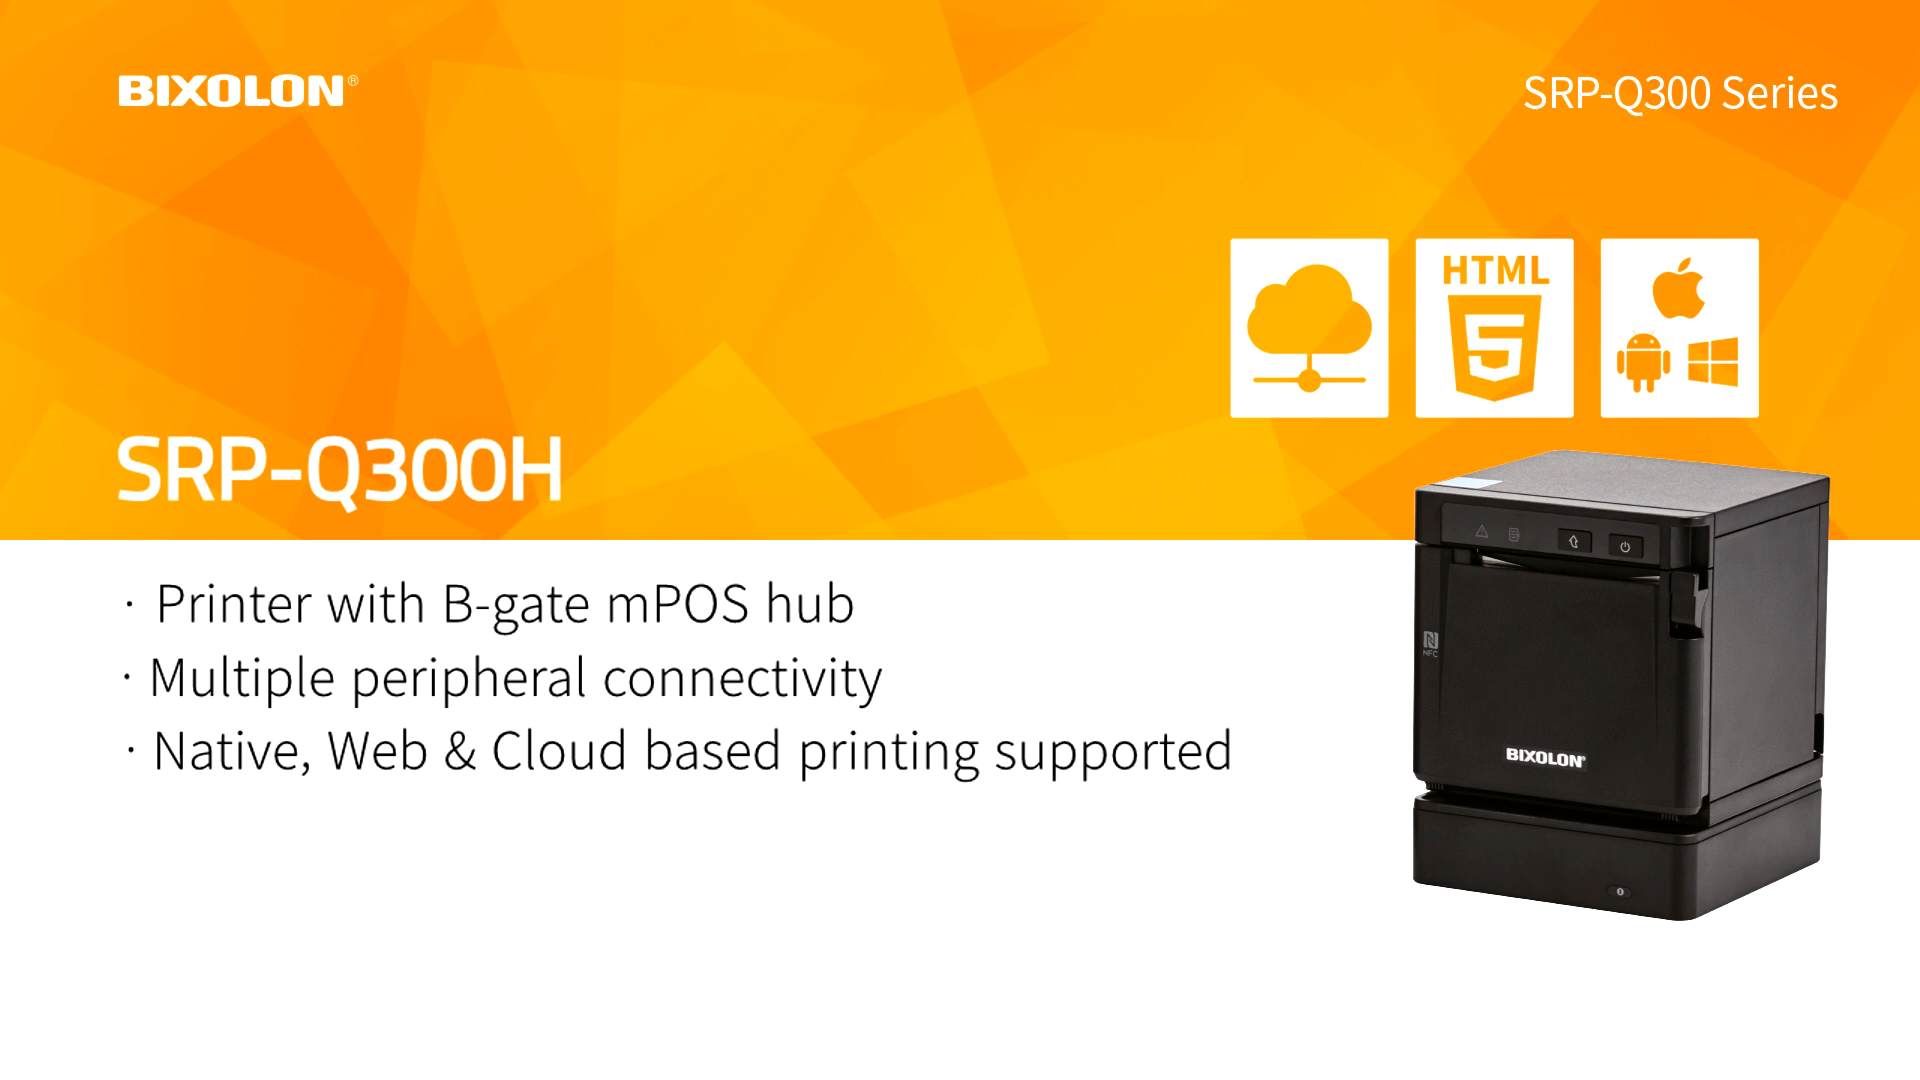 BIXOLON®
SRP-Q300 Series
HTML
5
SRP-Q300H
· Printer with B-gate mPOS hub
· Multiple peripheral connectivity
· Native, Web & Cloud based printing supported
NFC
BIXOLON®